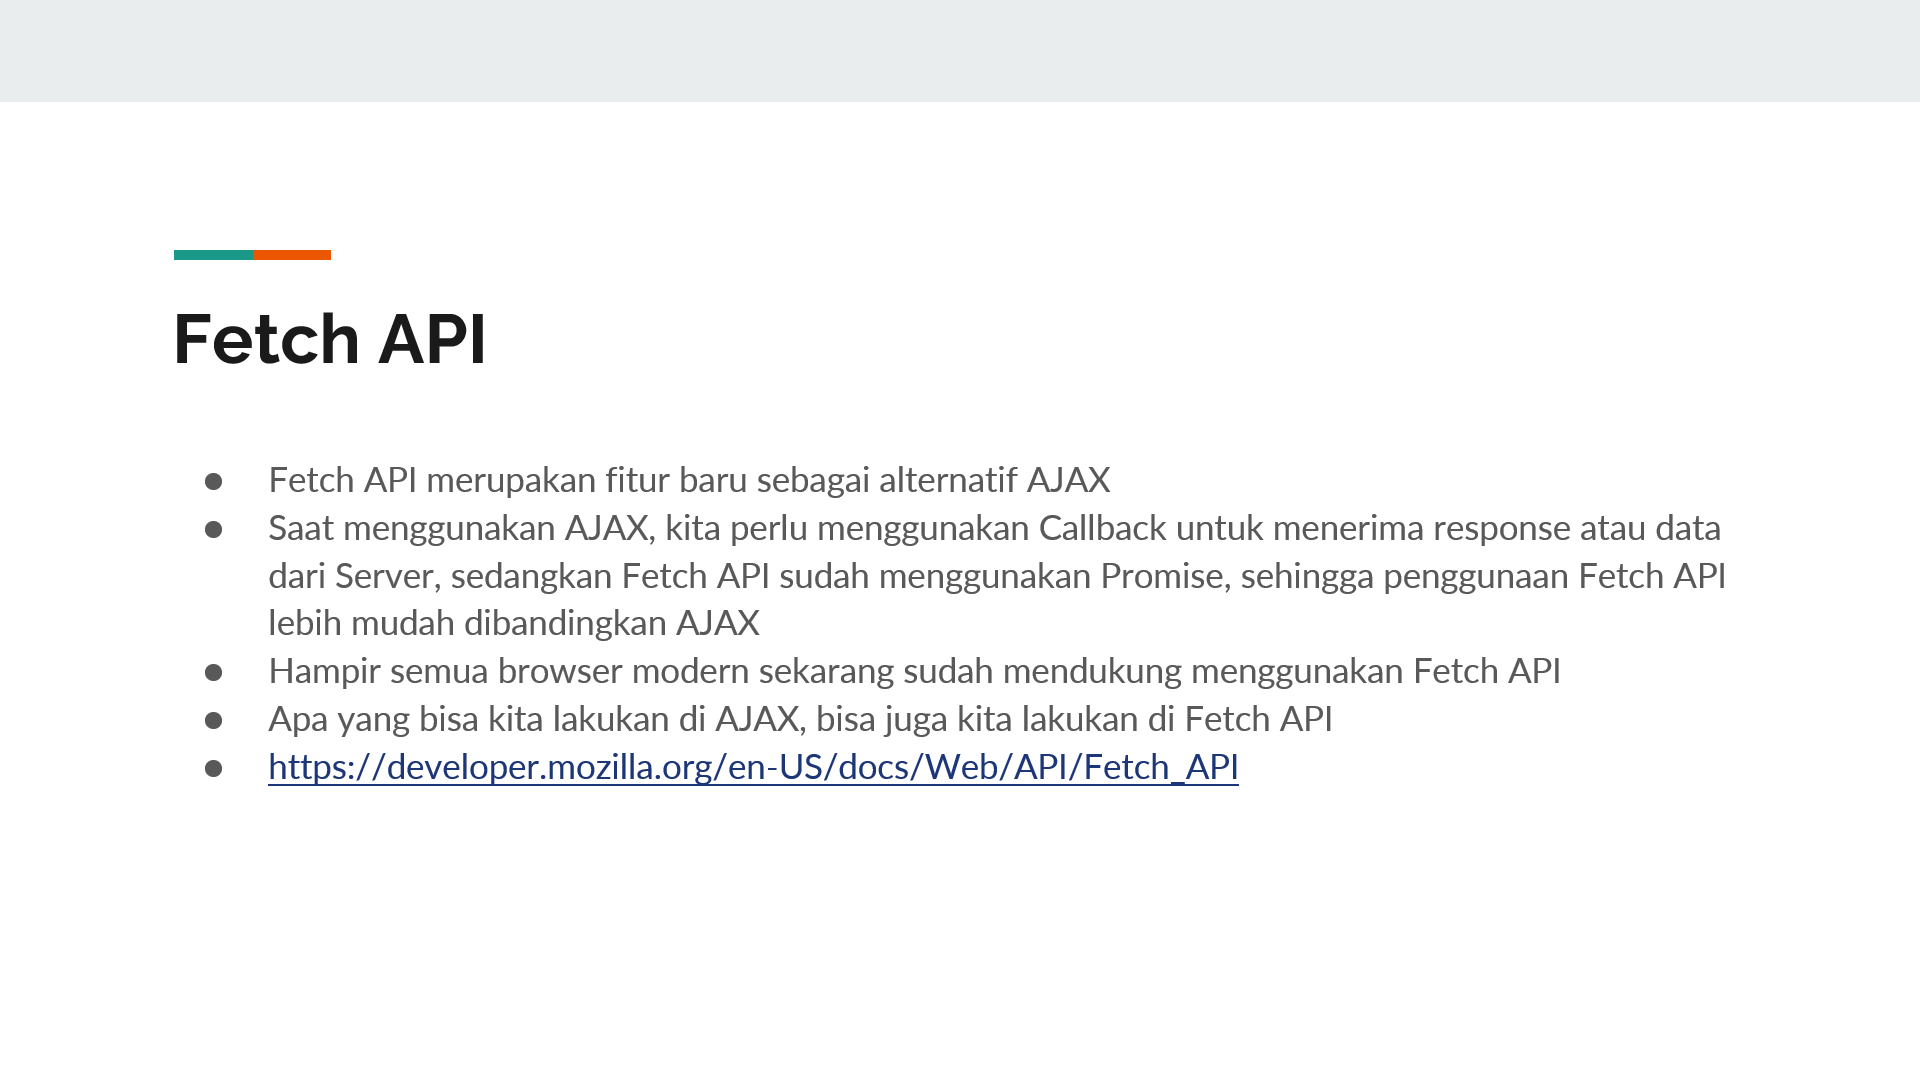 Fetch API
● Fetch API merupakan fitur baru sebagai alternatif AJAX
● Saat menggunakan AJAX, kita perlu menggunakan Callback untuk menerima response atau data
dari Server, sedangkan Fetch API sudah menggunakan Promise, sehingga penggunaan Fetch API
lebih mudah dibandingkan AJAX
● Hampir semua browser modern sekarang sudah mendukung menggunakan Fetch API
● Apa yang bisa kita lakukan di AJAX, bisa juga kita lakukan di Fetch API
● https://developer.mozilla.org/en-US/docs/Web/API/Fetch_API